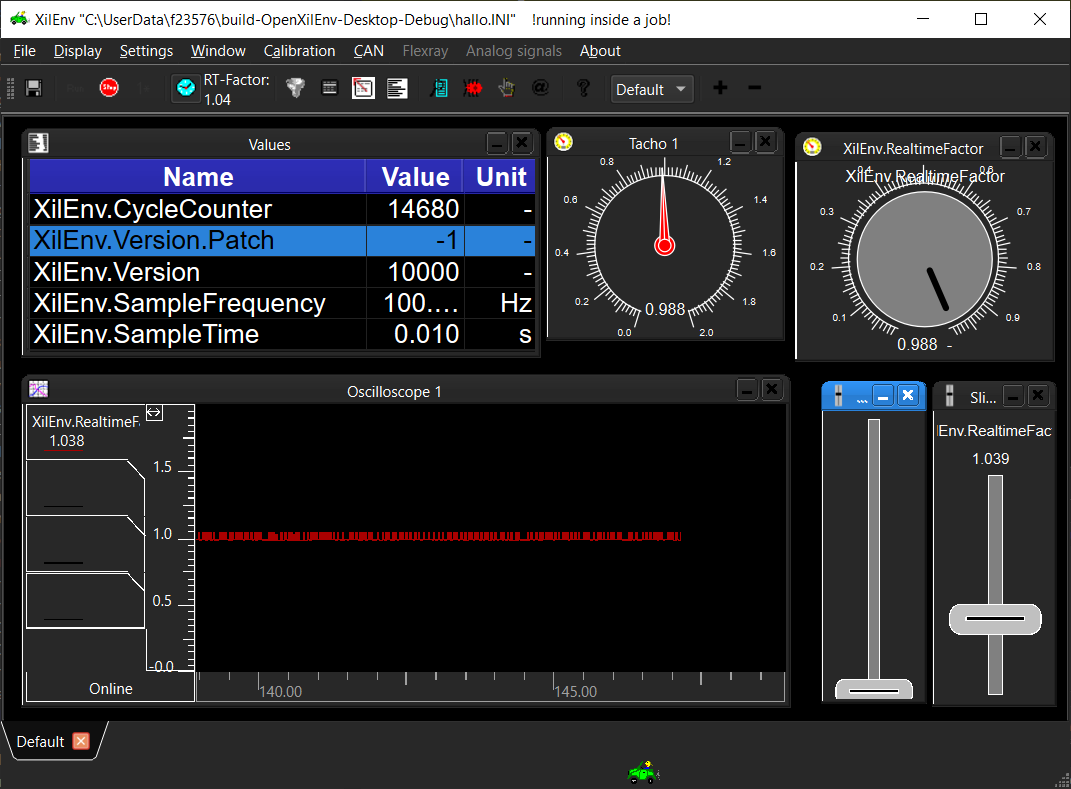 XilEnv "C:\UserData\f23576\build-OpenXilEnv-Desktop-Debug\hallo.INI" !running inside a job!
File Display Settings Window Calibration CAN Flexray Analog signals About
Stop
RT-Factor:
1.04
@
?
Default
Values
Name Value Unit
XilEnv.CycleCounter 14680 -
XilEnv.Version.Patch -1 -
XilEnv.Version 10000 -
XilEnv.SampleFrequency 100.... Hz
XilEnv.SampleTime 0.010 s
Tacho 1
0.8 1.2
0.6 1.4
0.4 1.6
0.2 1.8
0.988
0.0 2.0
XilEnv.RealtimeFactor
0.4 0.6
XilEnv.RealtimeFactor
0.3 0.7
0.2 0.8
0.1 0.9
0.988 -
Oscilloscope 1
XilEnv.RealtimeF
1.038
1.5
1.0
0.5
-0.0
Online
140.00 145.00
...
Sli...
Env.RealtimeFac
1.039
Default